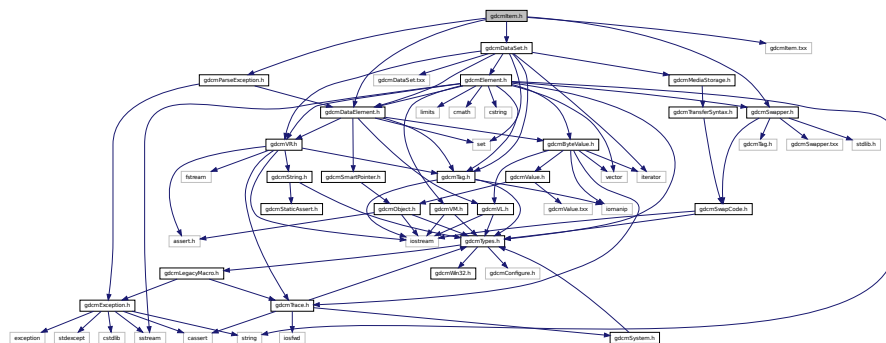 gdcmItem.h
gdcmDataSet.h
gdcmItem.txx
gdcmParseException.h
gdcmDataSet.txx
gdcmElement.h
gdcmMediaStorage.h
gdcmDataElement.h
limits
cmath
cstring
gdcmTransferSyntax.h
gdcmSwapper.h
gdcmVR.h
set
gdcmByteValue.h
gdcmTag.h
gdcmSwapper.txx
stdlib.h
fstream
gdcmString.h
gdcmSmartPointer.h
gdcmTag.h
gdcmValue.h
vector
iterator
gdcmStaticAssert.h
gdcmObject.h
gdcmVM.h
gdcmVL.h
gdcmValue.txx
iomanip
gdcmSwapCode.h
assert.h
iostream
gdcmTypes.h
gdcmLegacyMacro.h
gdcmWin32.h
gdcmConfigure.h
gdcmException.h
gdcmTrace.h
exception
stdexcept
cstdlib
sstream
cassert
string
iosfwd
gdcmSystem.h